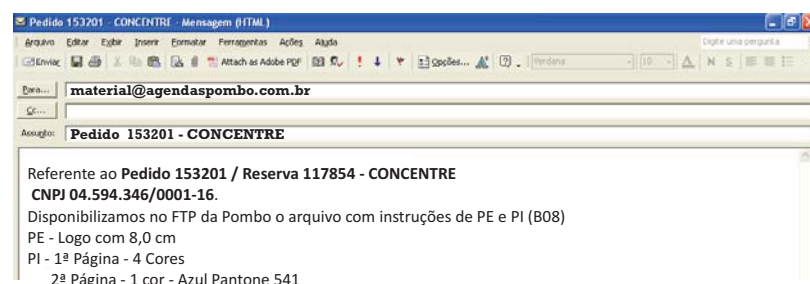 Pedido 153201 - CONCENTRE - Mensagem (HTML)
Arquivo Editar Exibir Inserir Formatar Ferramentas Ações Ajuda Digite uma pergunta
Enviar Attach as Adobe PDF Opções... Verdana 10 A N S
Para... material@agendaspombo.com.br
Cc...
Assunto: Pedido 153201 - CONCENTRE
Referente ao Pedido 153201 / Reserva 117854 - CONCENTRE
CNPJ 04.594.346/0001-16.
Disponibilizamos no FTP da Pombo o arquivo com instruções de PE e PI (B08)
PE - Logo com 8,0 cm
PI - 1ª Página - 4 Cores
2ª Página - 1 cor - Azul Pantone 541